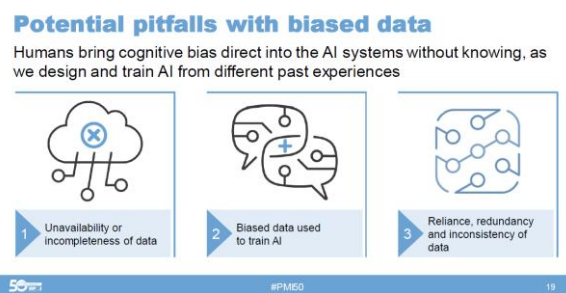 Potential pitfalls with biased data
Humans bring cognitive bias direct into the AI systems without knowing, as
we design and train AI from different past experiences
1
Unavailability or
incompleteness of data
2
Biased data used
to train AI
3
Reliance, redundancy
and inconsistency of
data
50
#PMI50
19